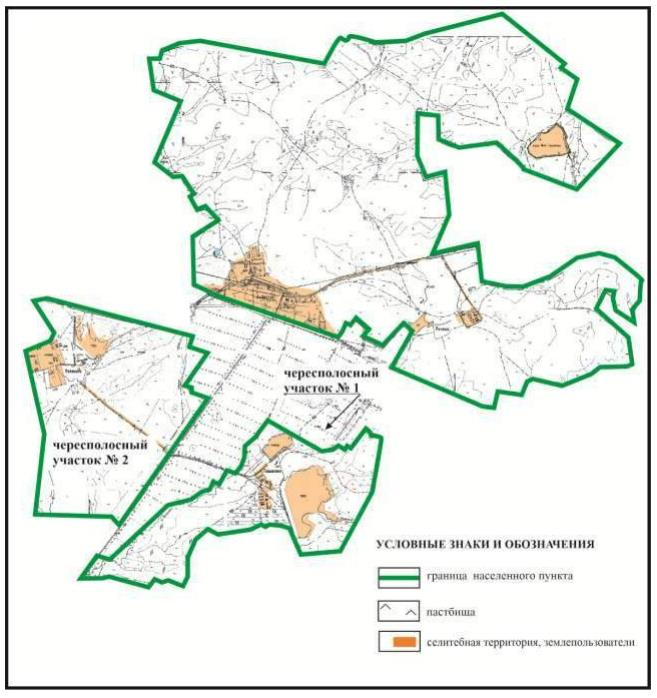 чересполосный
участок № 1
чересполосный
участок № 2
УСЛОВНЫЕ ЗНАКИ И ОБОЗНАЧЕНИЯ
граница населенного пункта
пастбища
селитебная территория, землепользователи